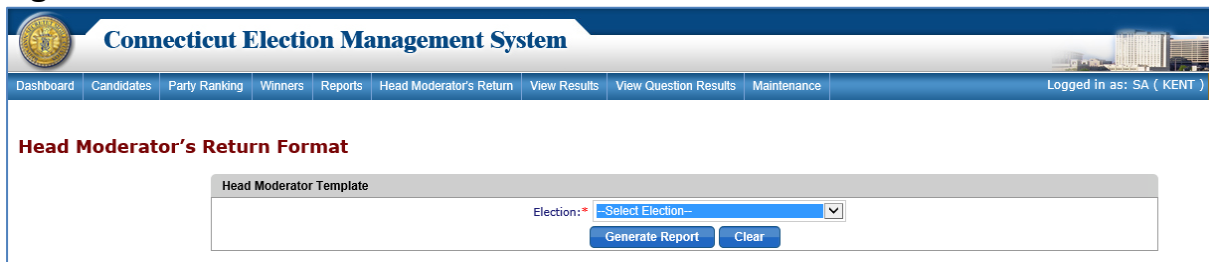 Connecticut Election Management System
Dashboard Candidates Party Ranking Winners Reports Head Moderator's Return View Results View Question Results Maintenance Logged in as: SA ( KENT )
Head Moderator's Return Format
Head Moderator Template
Election:* --Select Election--
Generate Report Clear